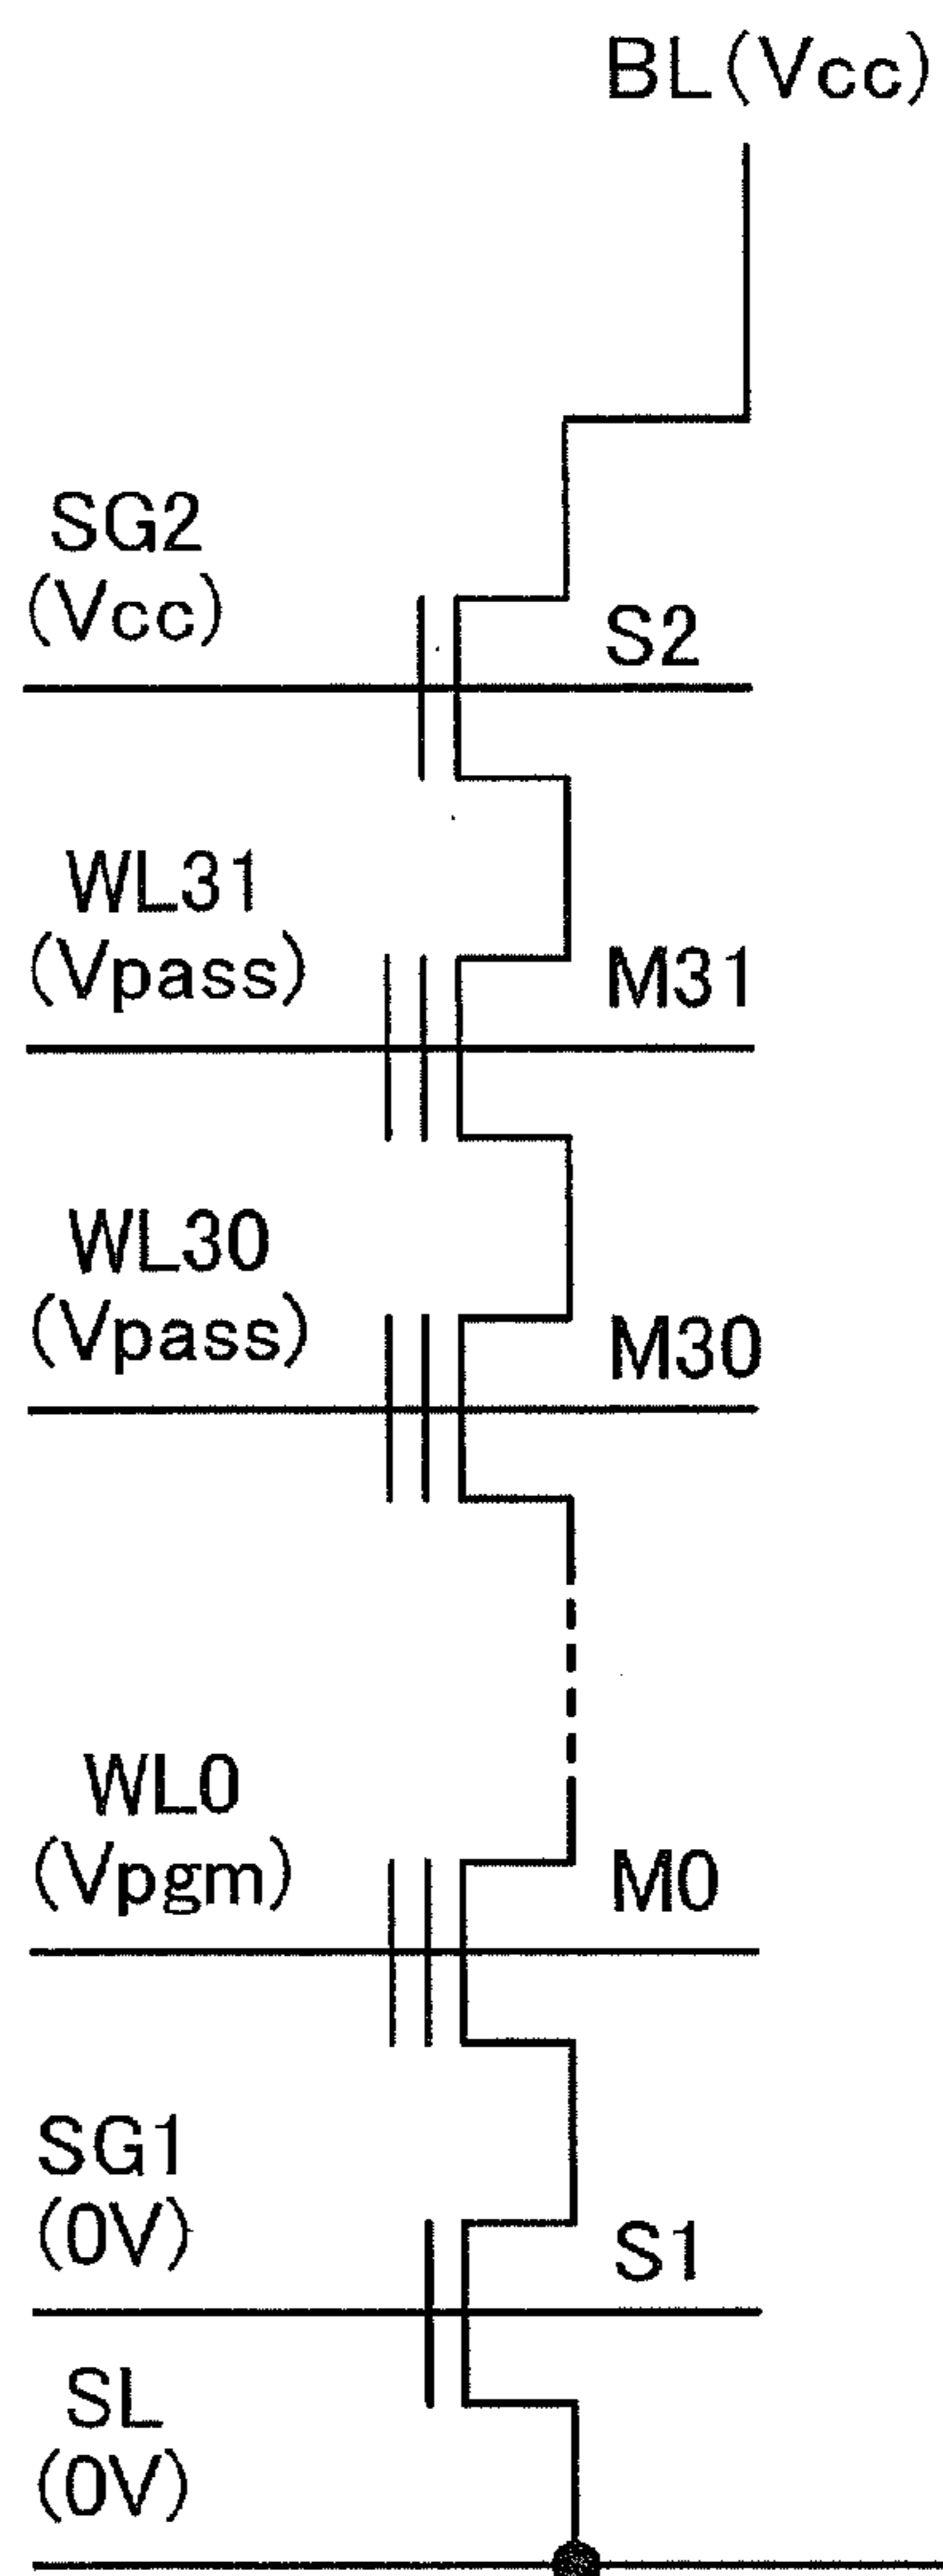 BL(Vcc)
SG2
(Vcc)
S2
WL31
(Vpass)
M31
WL30
(Vpass)
M30
WL0
(Vpgm)
M0
SG1
(0V)
S1
SL
(0V)